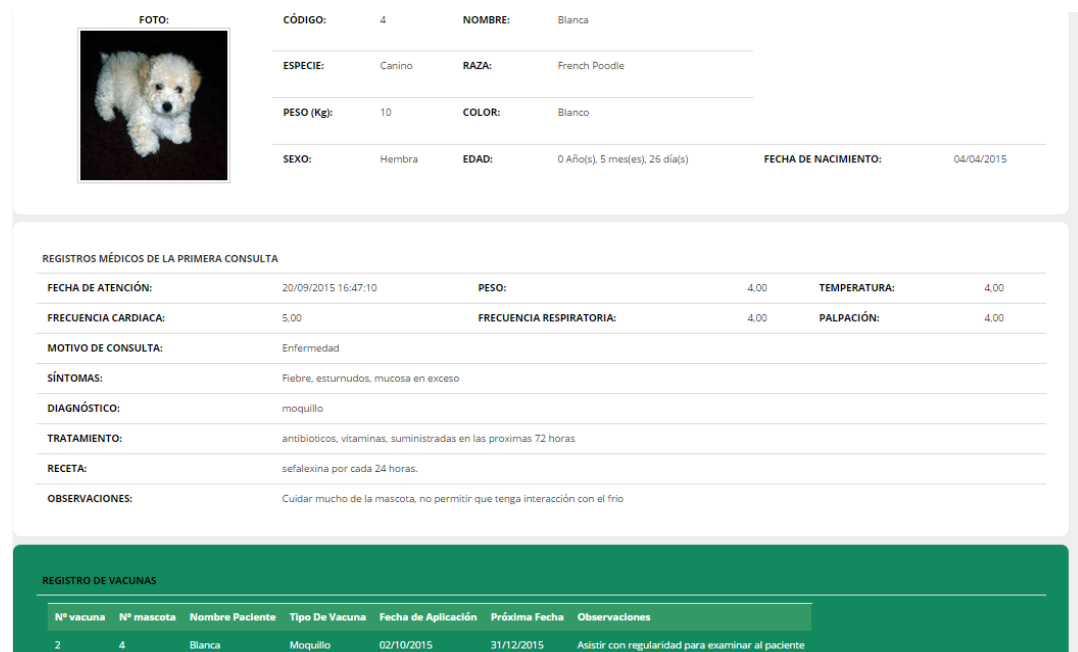 FOTO: CÓDIGO: 4 NOMBRE: Blanca
ESPECIE: Canino RAZA: French Poodle
PESO (Kg): 10 COLOR: Blanco
SEXO: Hembra EDAD: 0 Año(s), 5 mes(es), 26 día(s) FECHA DE NACIMIENTO: 04/04/2015
REGISTROS MÉDICOS DE LA PRIMERA CONSULTA
FECHA DE ATENCIÓN: 20/09/2015 16:47:10 PESO: 4,00 TEMPERATURA: 4,00
FRECUENCIA CARDIACA: 5,00 FRECUENCIA RESPIRATORIA: 4,00 PALPACIÓN: 4,00
MOTIVO DE CONSULTA: Enfermedad
SÍNTOMAS: Fiebre, esturnudos, mucosa en exceso
DIAGNÓSTICO: moquillo
TRATAMIENTO: antibioticos, vitaminas, suministradas en las proximas 72 horas
RECETA: sefalexina por cada 24 horas.
OBSERVACIONES: Cuidar mucho de la mascota, no permitir que tenga interacción con el frio
REGISTRO DE VACUNAS
Nº vacuna Nº mascota Nombre Paciente Tipo De Vacuna Fecha de Aplicación Próxima Fecha Observaciones
2 4 Blanca Moquillo 02/10/2015 31/12/2015 Asistir con regularidad para examinar al paciente